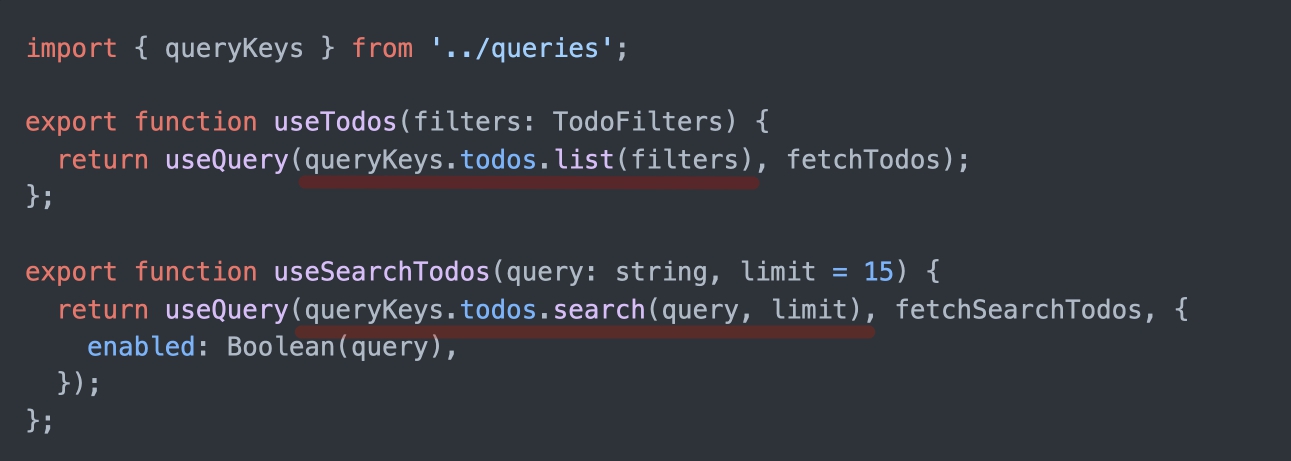 import { queryKeys } from '../queries';
export function useTodos(filters: TodoFilters) {
  return useQuery(queryKeys.todos.list(filters), fetchTodos);
};
export function useSearchTodos(query: string, limit = 15) {
  return useQuery(queryKeys.todos.search(query, limit), fetchSearchTodos, {
    enabled: Boolean(query),
  });
};